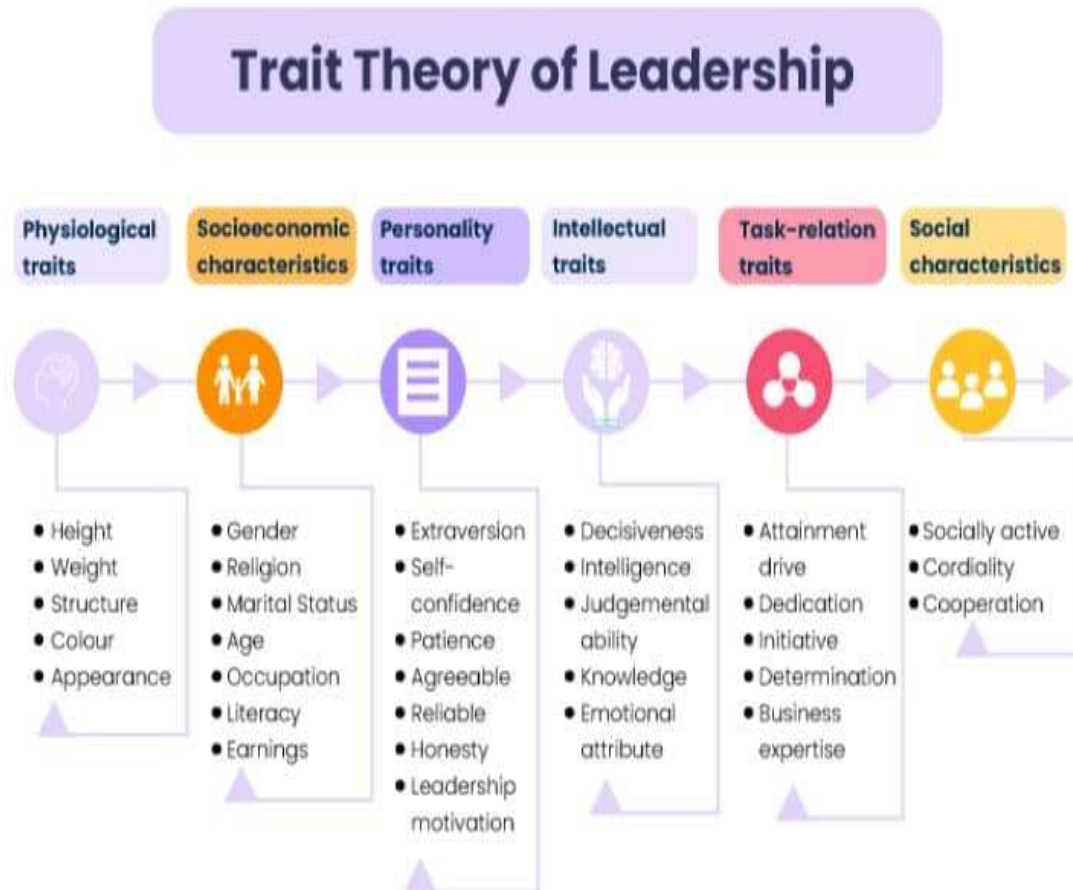 Trait Theory of Leadership
Physiological
traits
Socioeconomic
characteristics
Personality
traits
Intellectual
traits
Task-relation
traits
Social
characteristics
• Height
• Weight
• Structure
• Colour
• Appearance
• Gender
• Religion
• Marital Status
• Age
• Occupation
• Literacy
• Earnings
• Extraversion
• Self-
confidence
• Patience
• Agreeable
• Reliable
• Honesty
• Leadership
motivation
• Decisiveness
• Intelligence
• Judgemental
ability
• Knowledge
• Emotional
attribute
• Attainment
drive
• Dedication
• Initiative
• Determination
• Business
expertise
• Socially active
• Cordiality
• Cooperation